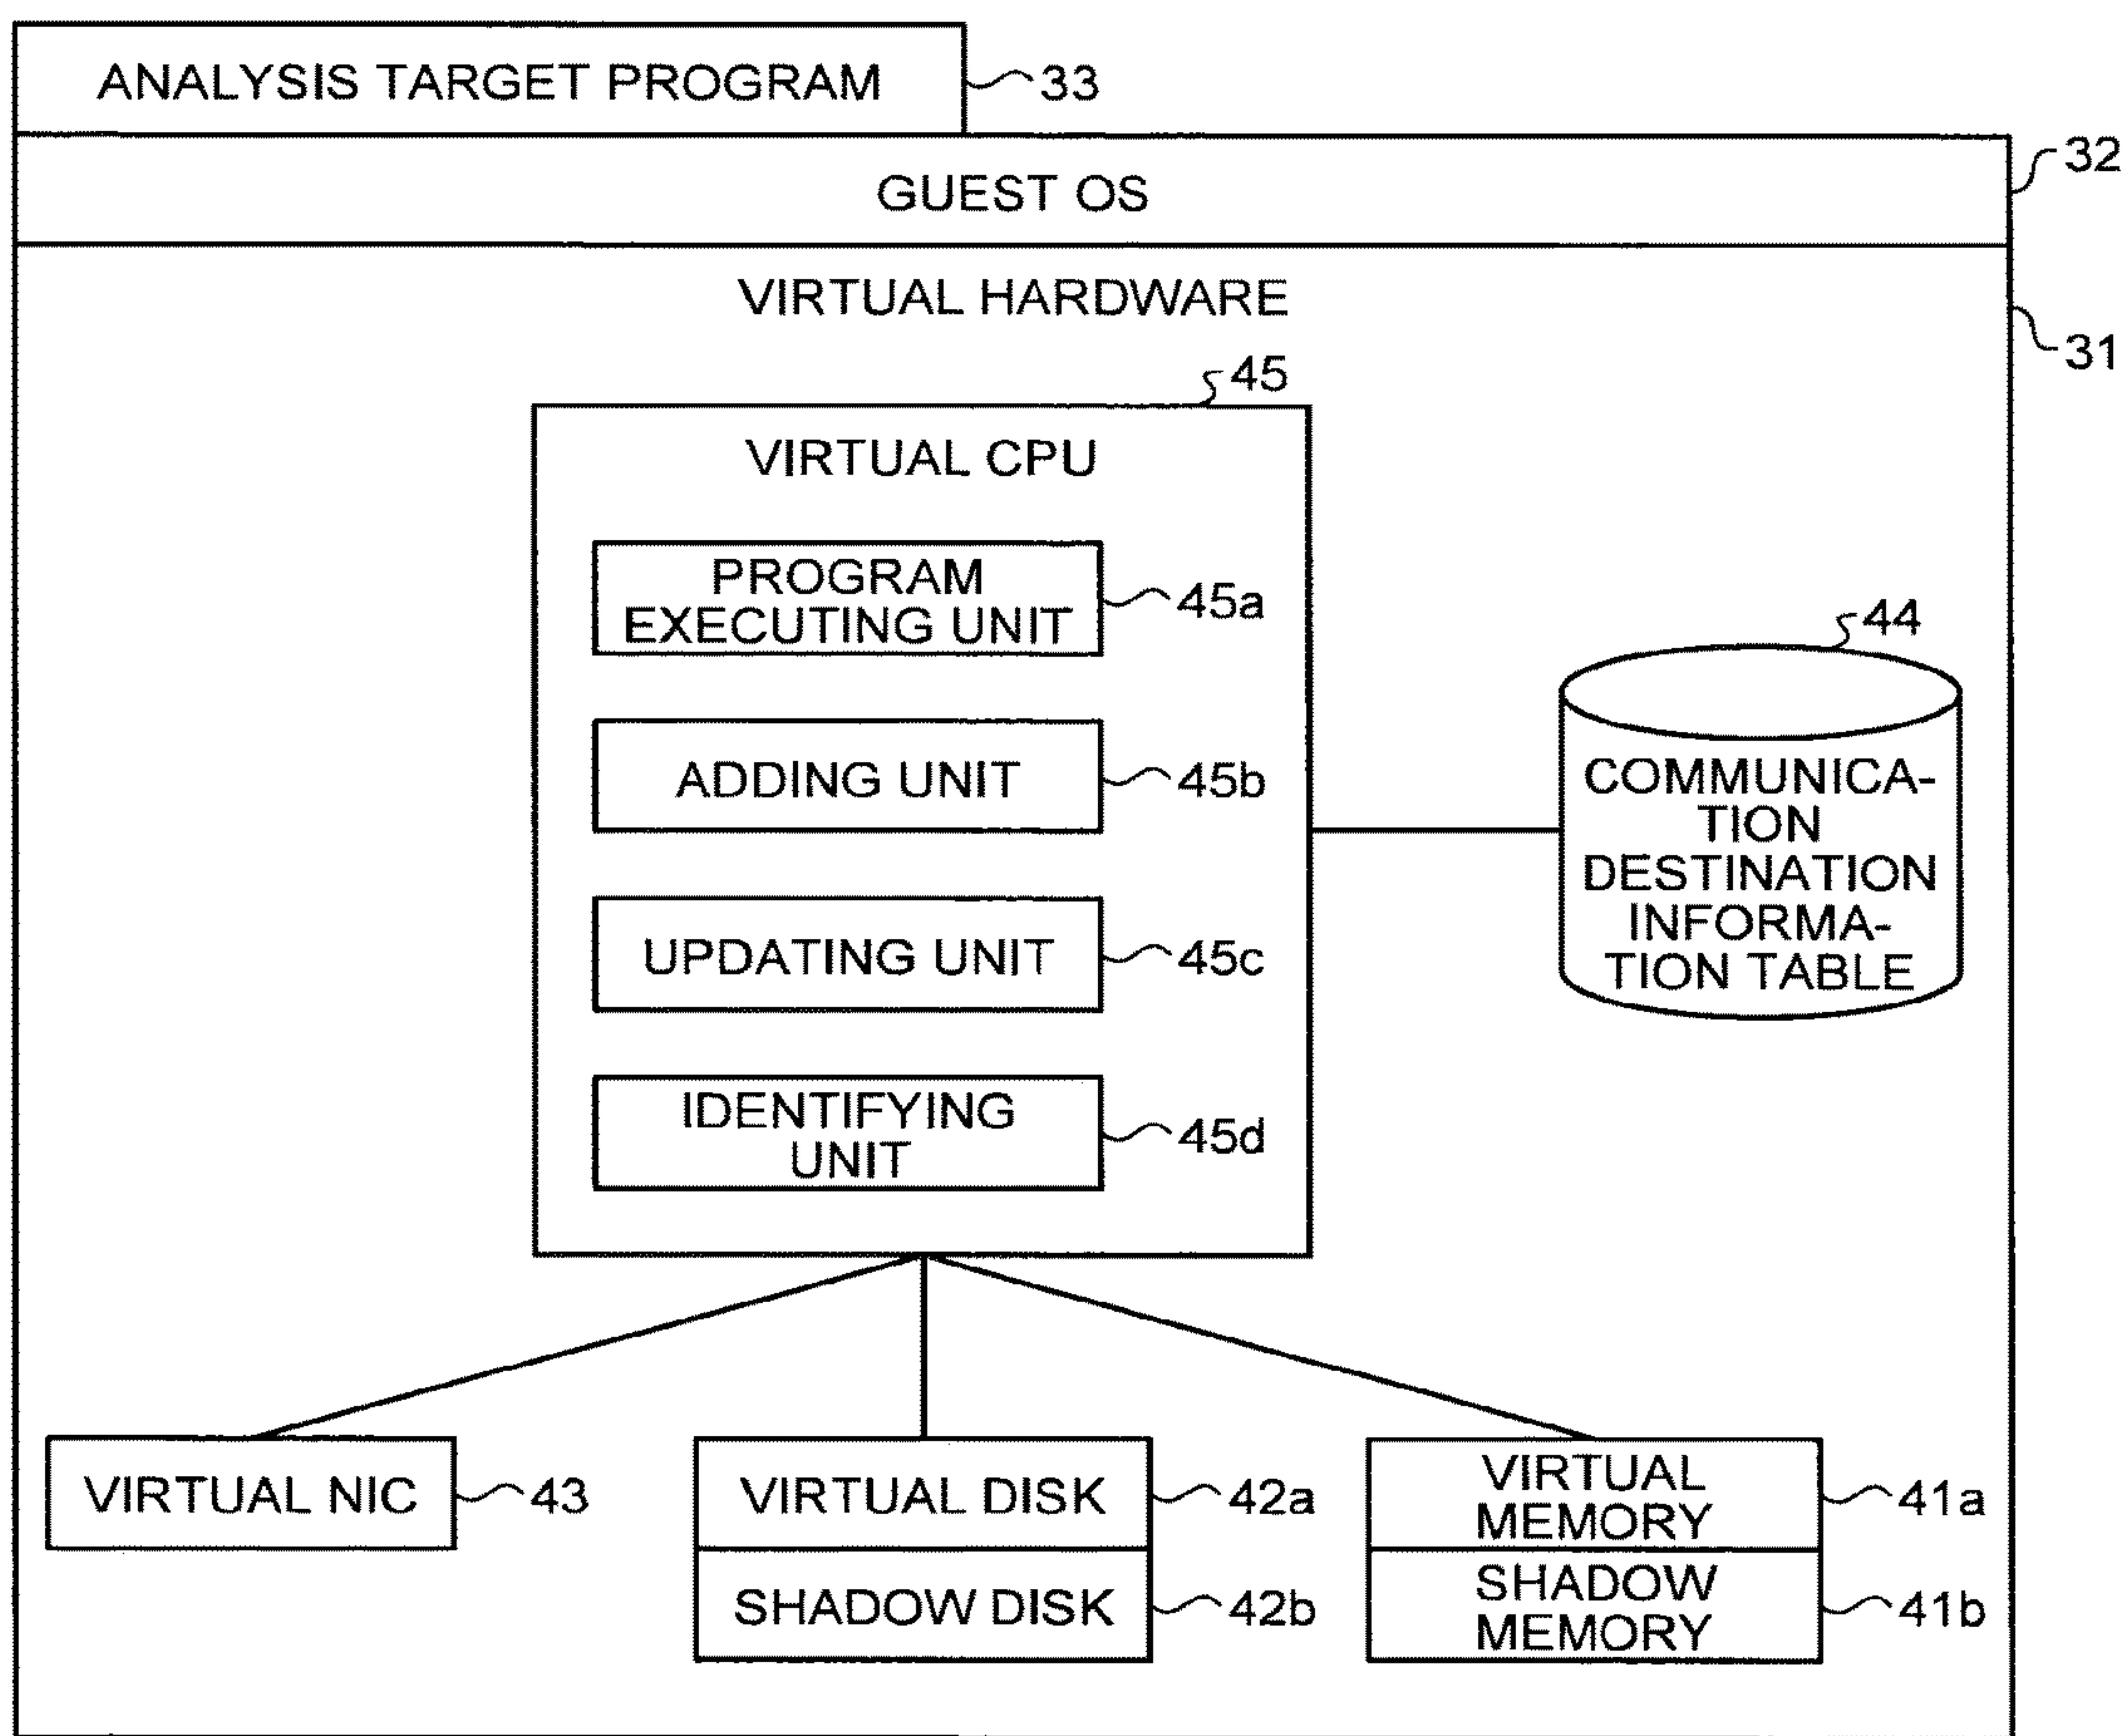 ANALYSIS TARGET PROGRAM
33
32
GUEST OS
VIRTUAL HARDWARE
31
45
VIRTUAL CPU
PROGRAM
EXECUTING UNIT
45a
44
ADDING UNIT
45b
COMMUNICA-
TION
DESTINATION
INFORMA-
TION TABLE
UPDATING UNIT
45c
IDENTIFYING
UNIT
45d
VIRTUAL NIC
43
VIRTUAL DISK
42a
SHADOW DISK
42b
VIRTUAL
MEMORY
41a
SHADOW
MEMORY
41b